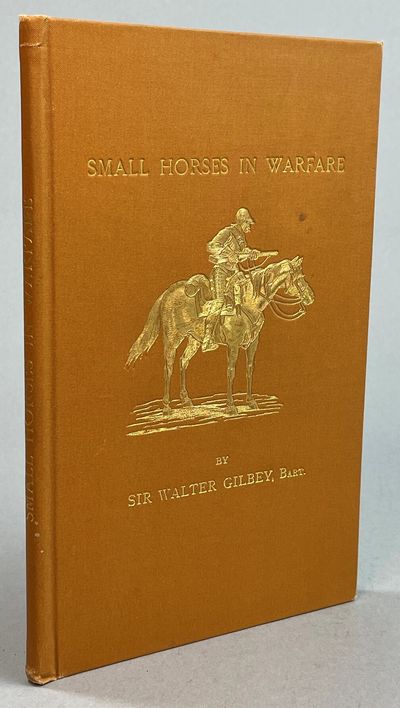 SMALL HORSES IN WARFARE
BY
SIR WALTER GILBEY, BART.
SMALL HORSES IN WARFARE